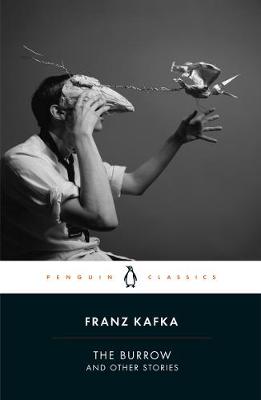 PENGUIN CLASSICS
FRANZ KAFKA
THE BURROW
AND OTHER STORIES